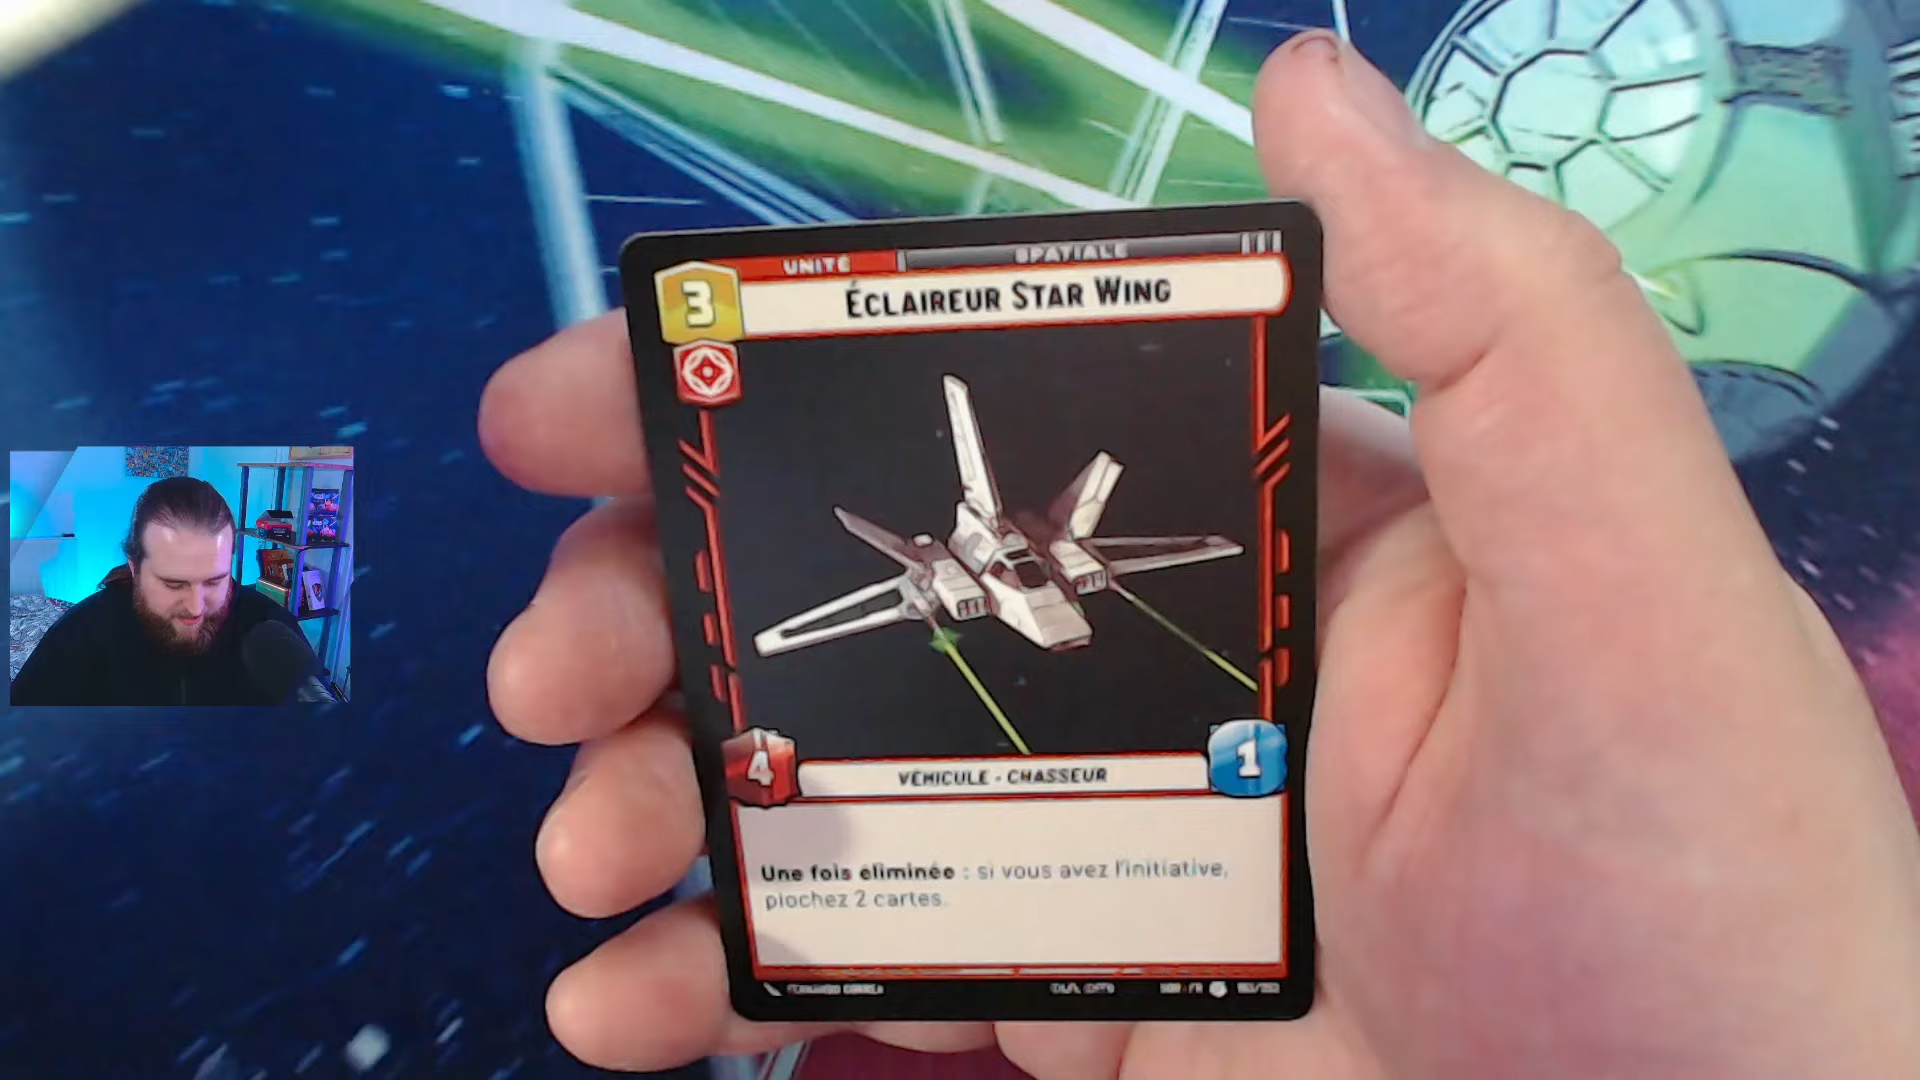 UNITÉ
SPATIALE
3
ÉCLAIREUR STAR WING
4
VÉHICULE - CHASSEUR
1
Une fois éliminée : si vous avez l'initiative,
piochez 2 cartes.